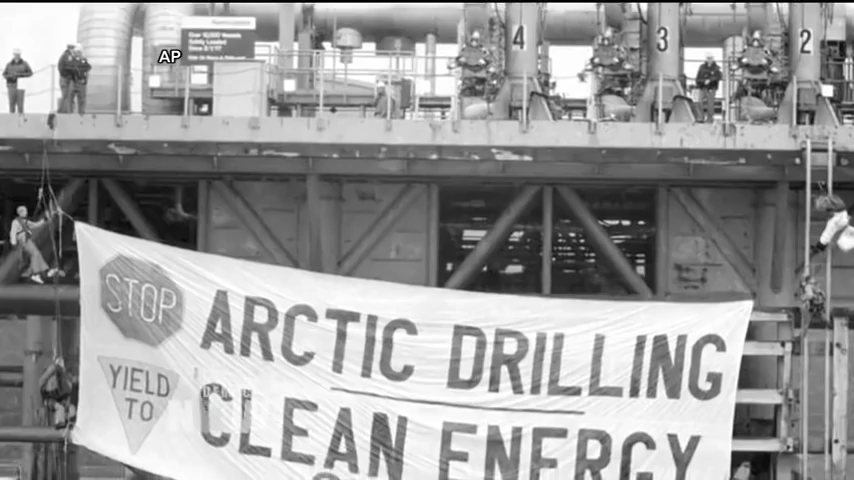 AP
4 3 2
STOP
ARCTIC DRILLING
YIELD
TO
CLEAN ENERGY